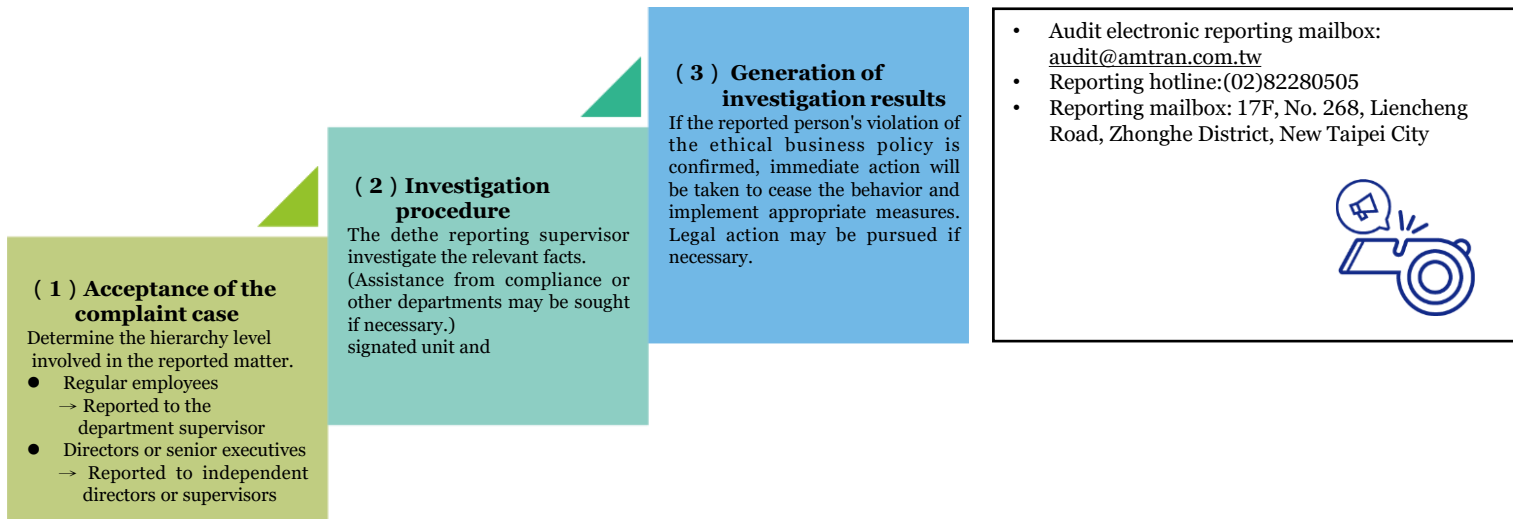 （1）Acceptance of the
complaint case
Determine the hierarchy level
involved in the reported matter.
● Regular employees
→ Reported to the
department supervisor
● Directors or senior executives
→ Reported to independent
directors or supervisors
（2）Investigation
procedure
The dethe reporting supervisor
investigate the relevant facts.
(Assistance from compliance or
other departments may be sought
if necessary.)
signated unit and
（3）Generation of
investigation results
If the reported person's violation of
the ethical business policy is
confirmed, immediate action will
be taken to cease the behavior and
implement appropriate measures.
Legal action may be pursued if
necessary.
• Audit electronic reporting mailbox:
audit@amtran.com.tw
• Reporting hotline:(02)82280505
• Reporting mailbox: 17F, No. 268, Liencheng
Road, Zhonghe District, New Taipei City